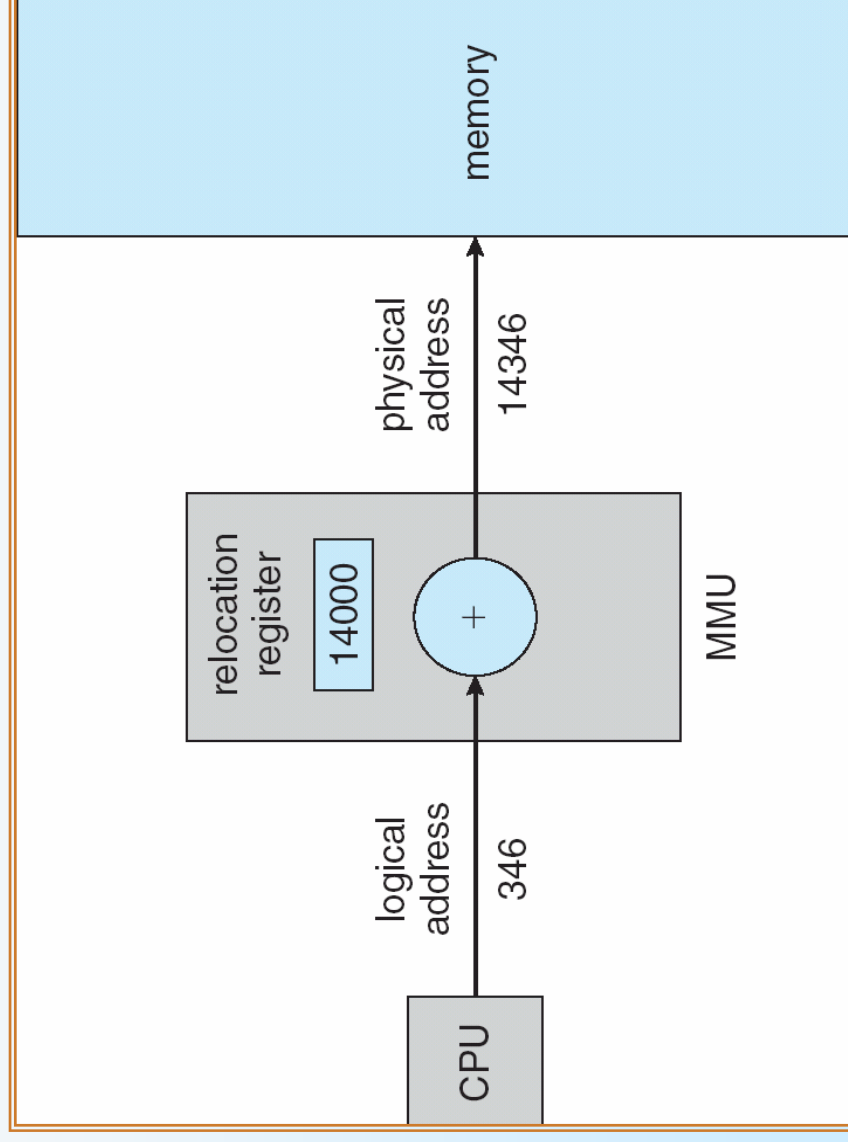 relocation
register
14000
CPU
logical
address
346
+
MMU
physical
address
14346
memory